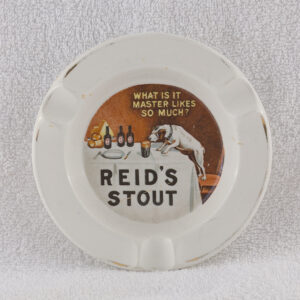 WHAT IS IT
MASTER LIKES
SO MUCH?
REID'S
STOUT